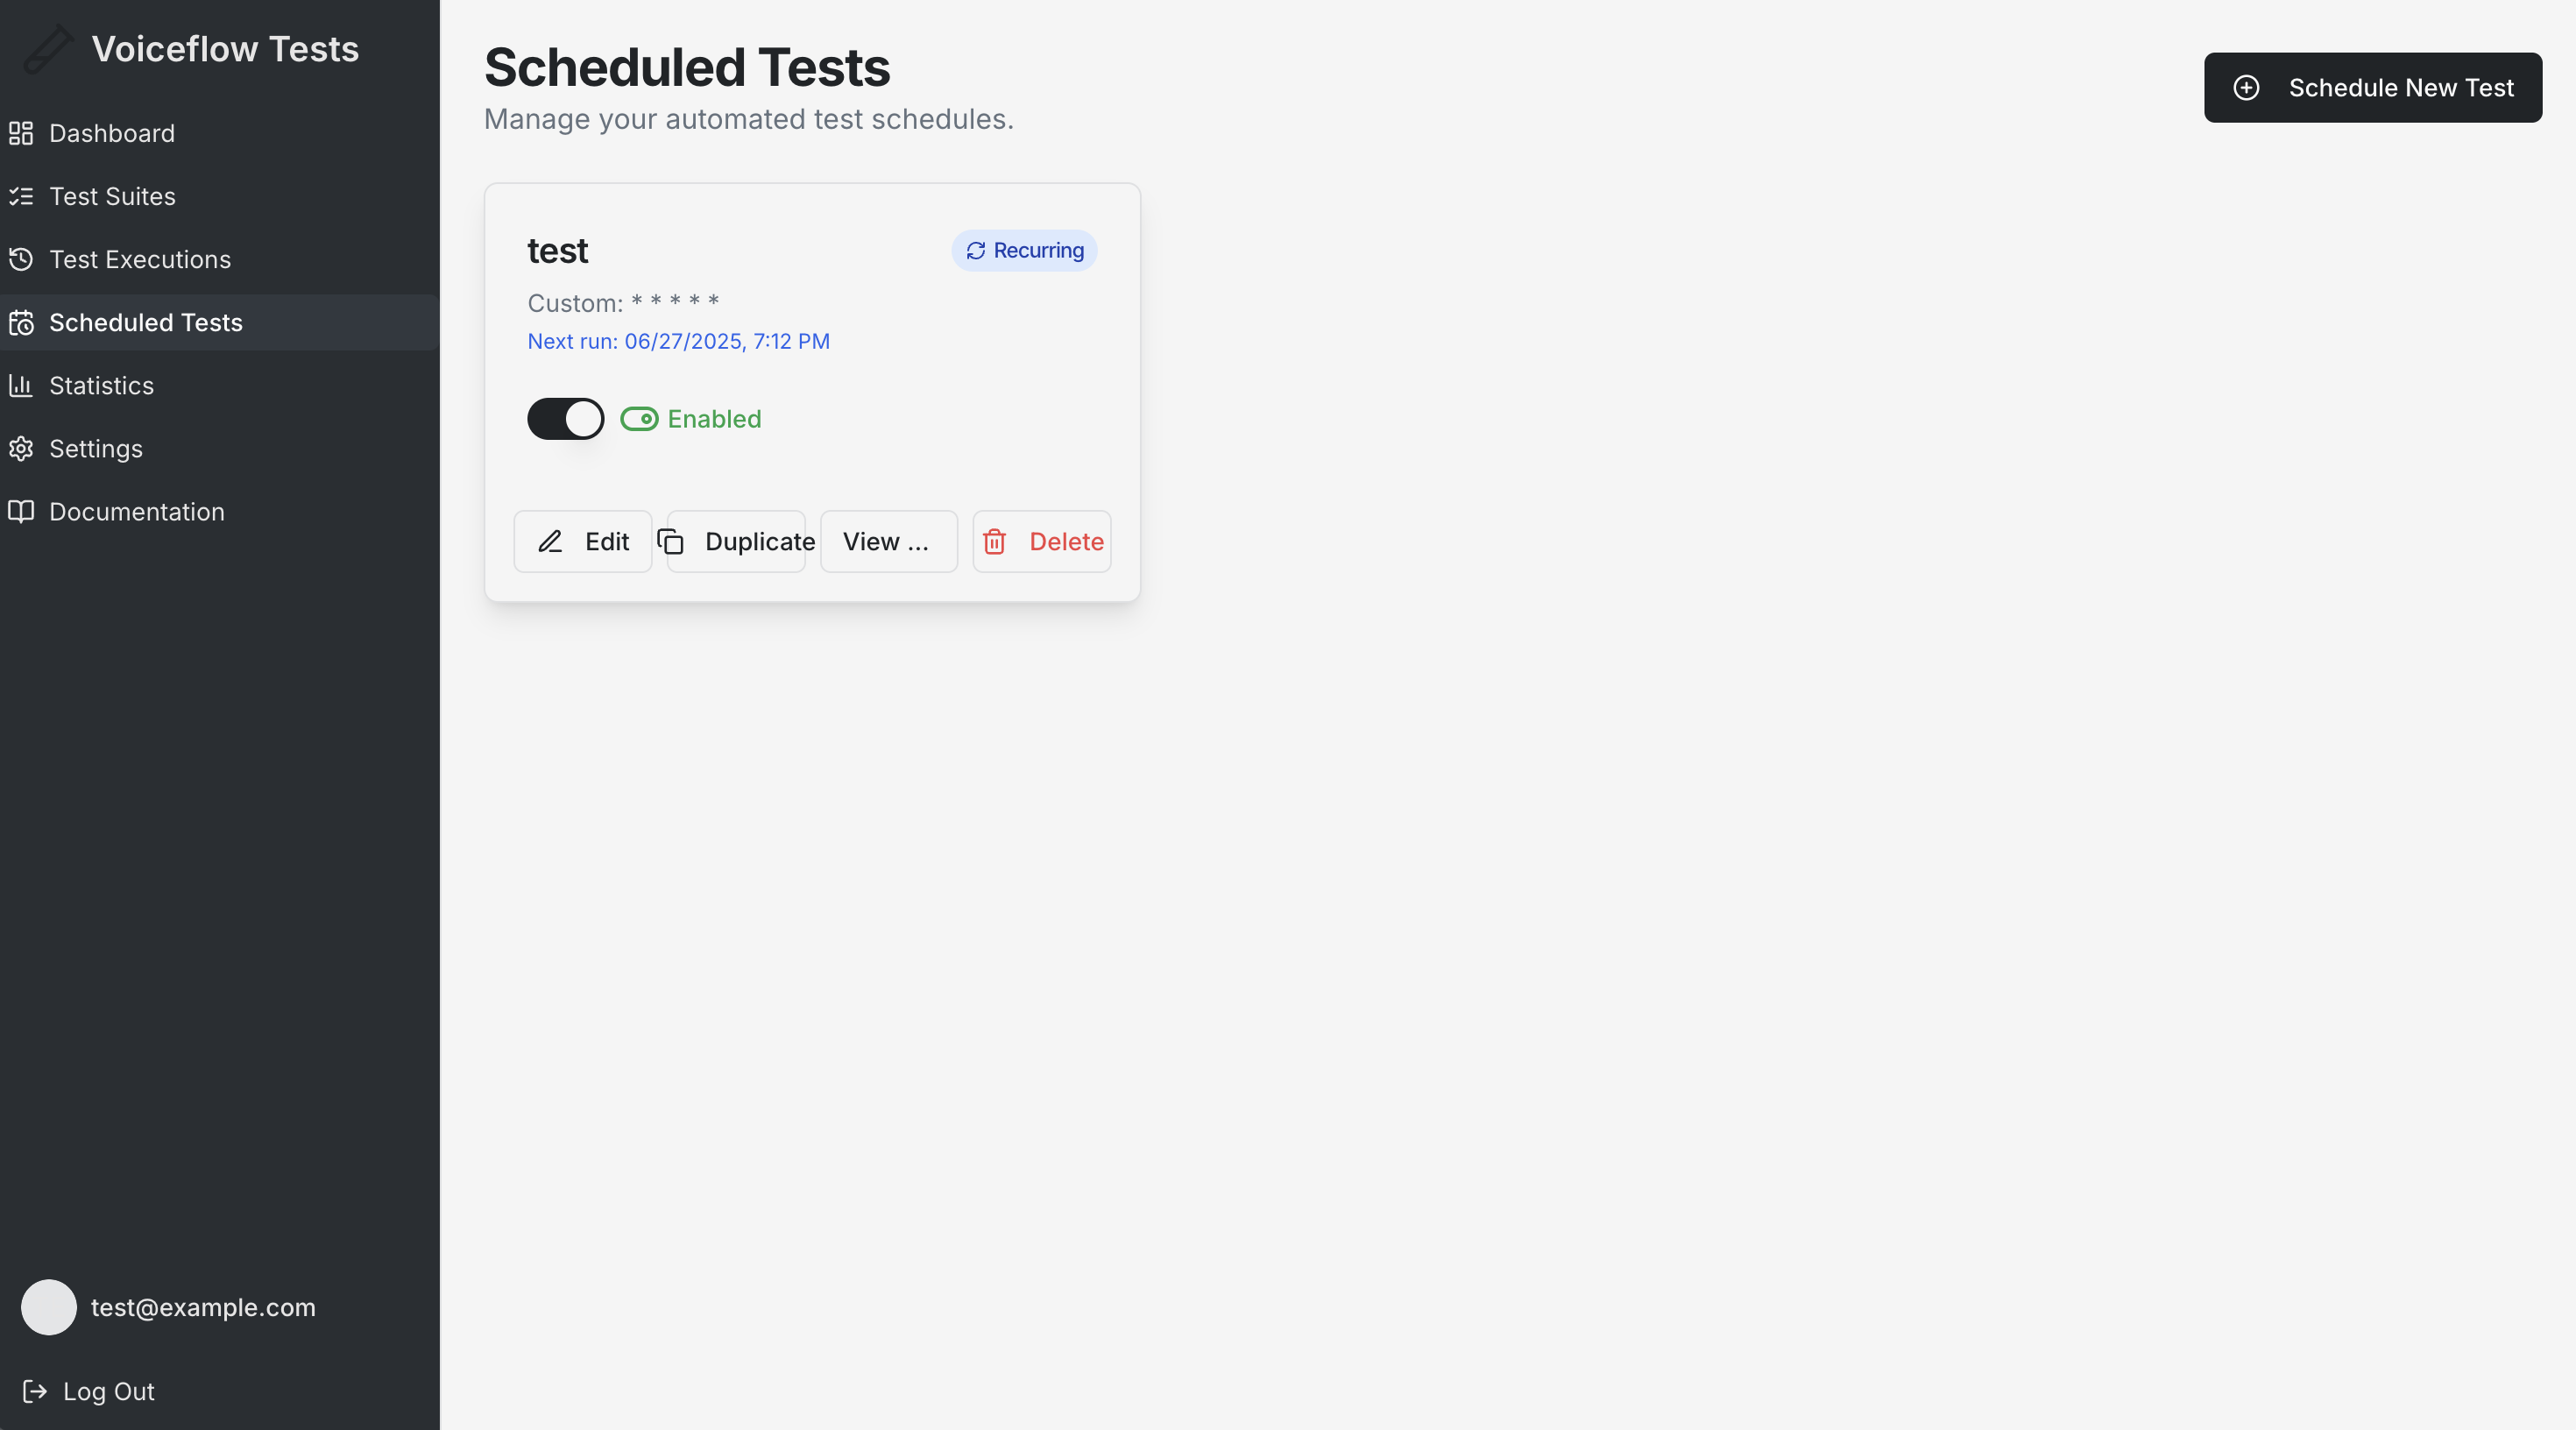 Voiceflow Tests
Dashboard
Test Suites
Test Executions
Scheduled Tests
Statistics
Settings
Documentation
test@example.com
Log Out
Scheduled Tests
Manage your automated test schedules.
Schedule New Test
test
Recurring
Custom: * * * * *
Next run: 06/27/2025, 7:12 PM
Enabled
Edit
Duplicate
View ...
Delete